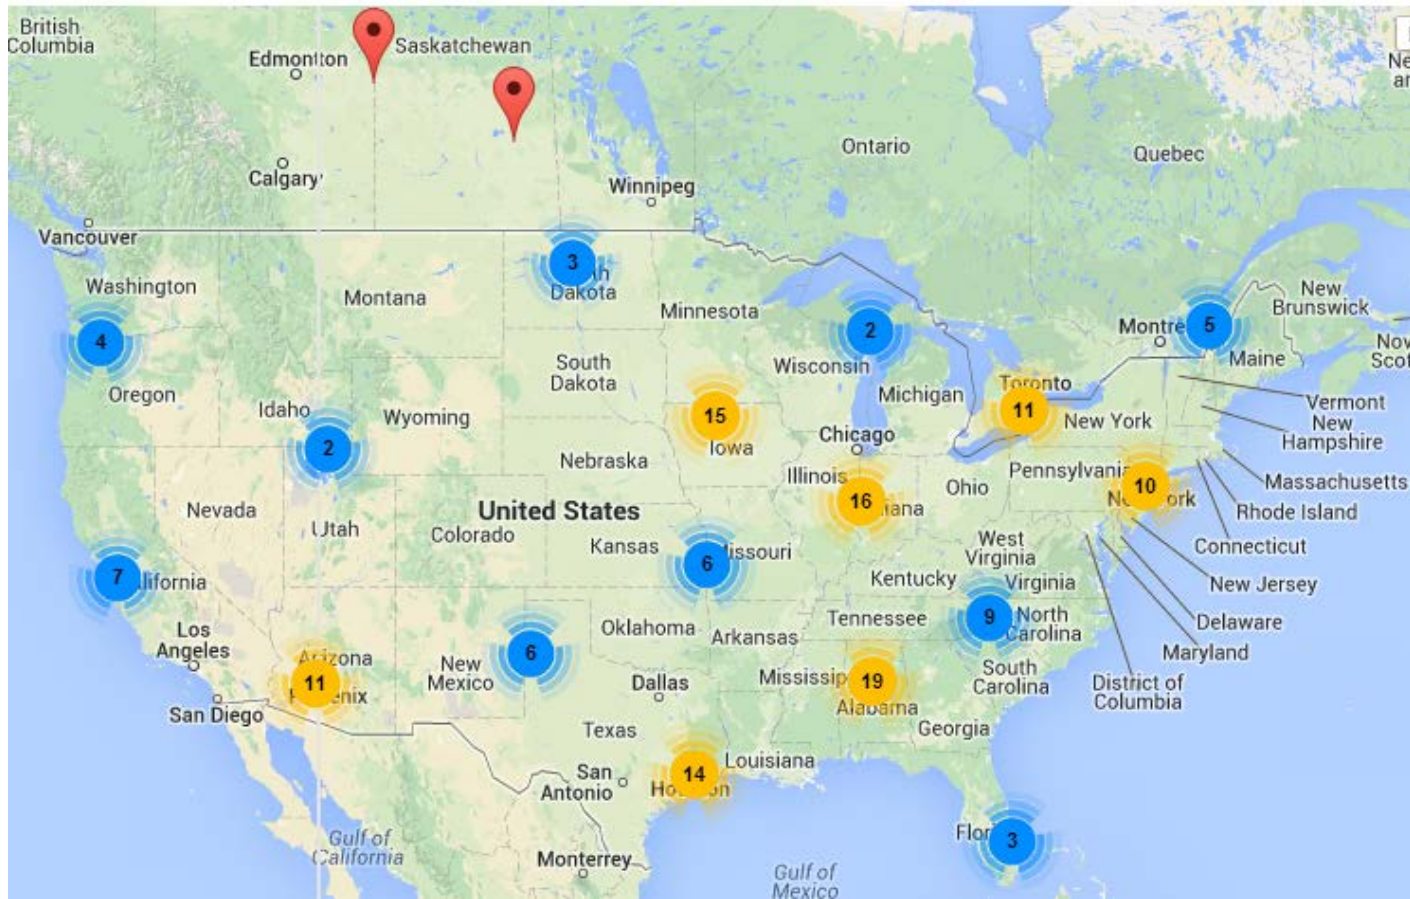 British
Columbia
Edmonton
Saskatchewan
Ontario
Quebec
Calgary
Winnipeg
Vancouver
Washington
Montana
3
Dakota
Minnesota
2
5
New
Brunswick
4
Wisconsin
Maine
Oregon
South
Dakota
Michigan
Toronto
Idaho
Wyoming
15
11
New York
Vermont
New
Hampshire
2
Iowa
Chicago
Nebraska
Illinois
Pennsylvania
Massachusetts
Nevada
United States
16
Ohio
10
Rhode Island
Utah
Colorado
Kansas
6
West
Virginia
Connecticut
7
Kentucky
Virginia
New Jersey
Los
Angeles
Oklahoma
Arkansas
Tennessee
9
North
Carolina
Delaware
Maryland
Arizona
11
New
Mexico
6
Dallas
19
Alabama
South
Carolina
District of
Columbia
San Diego
Texas
Georgia
San
Antonio
14
Louisiana
Gulf of
California
Monterrey
3
Gulf of
Mexico